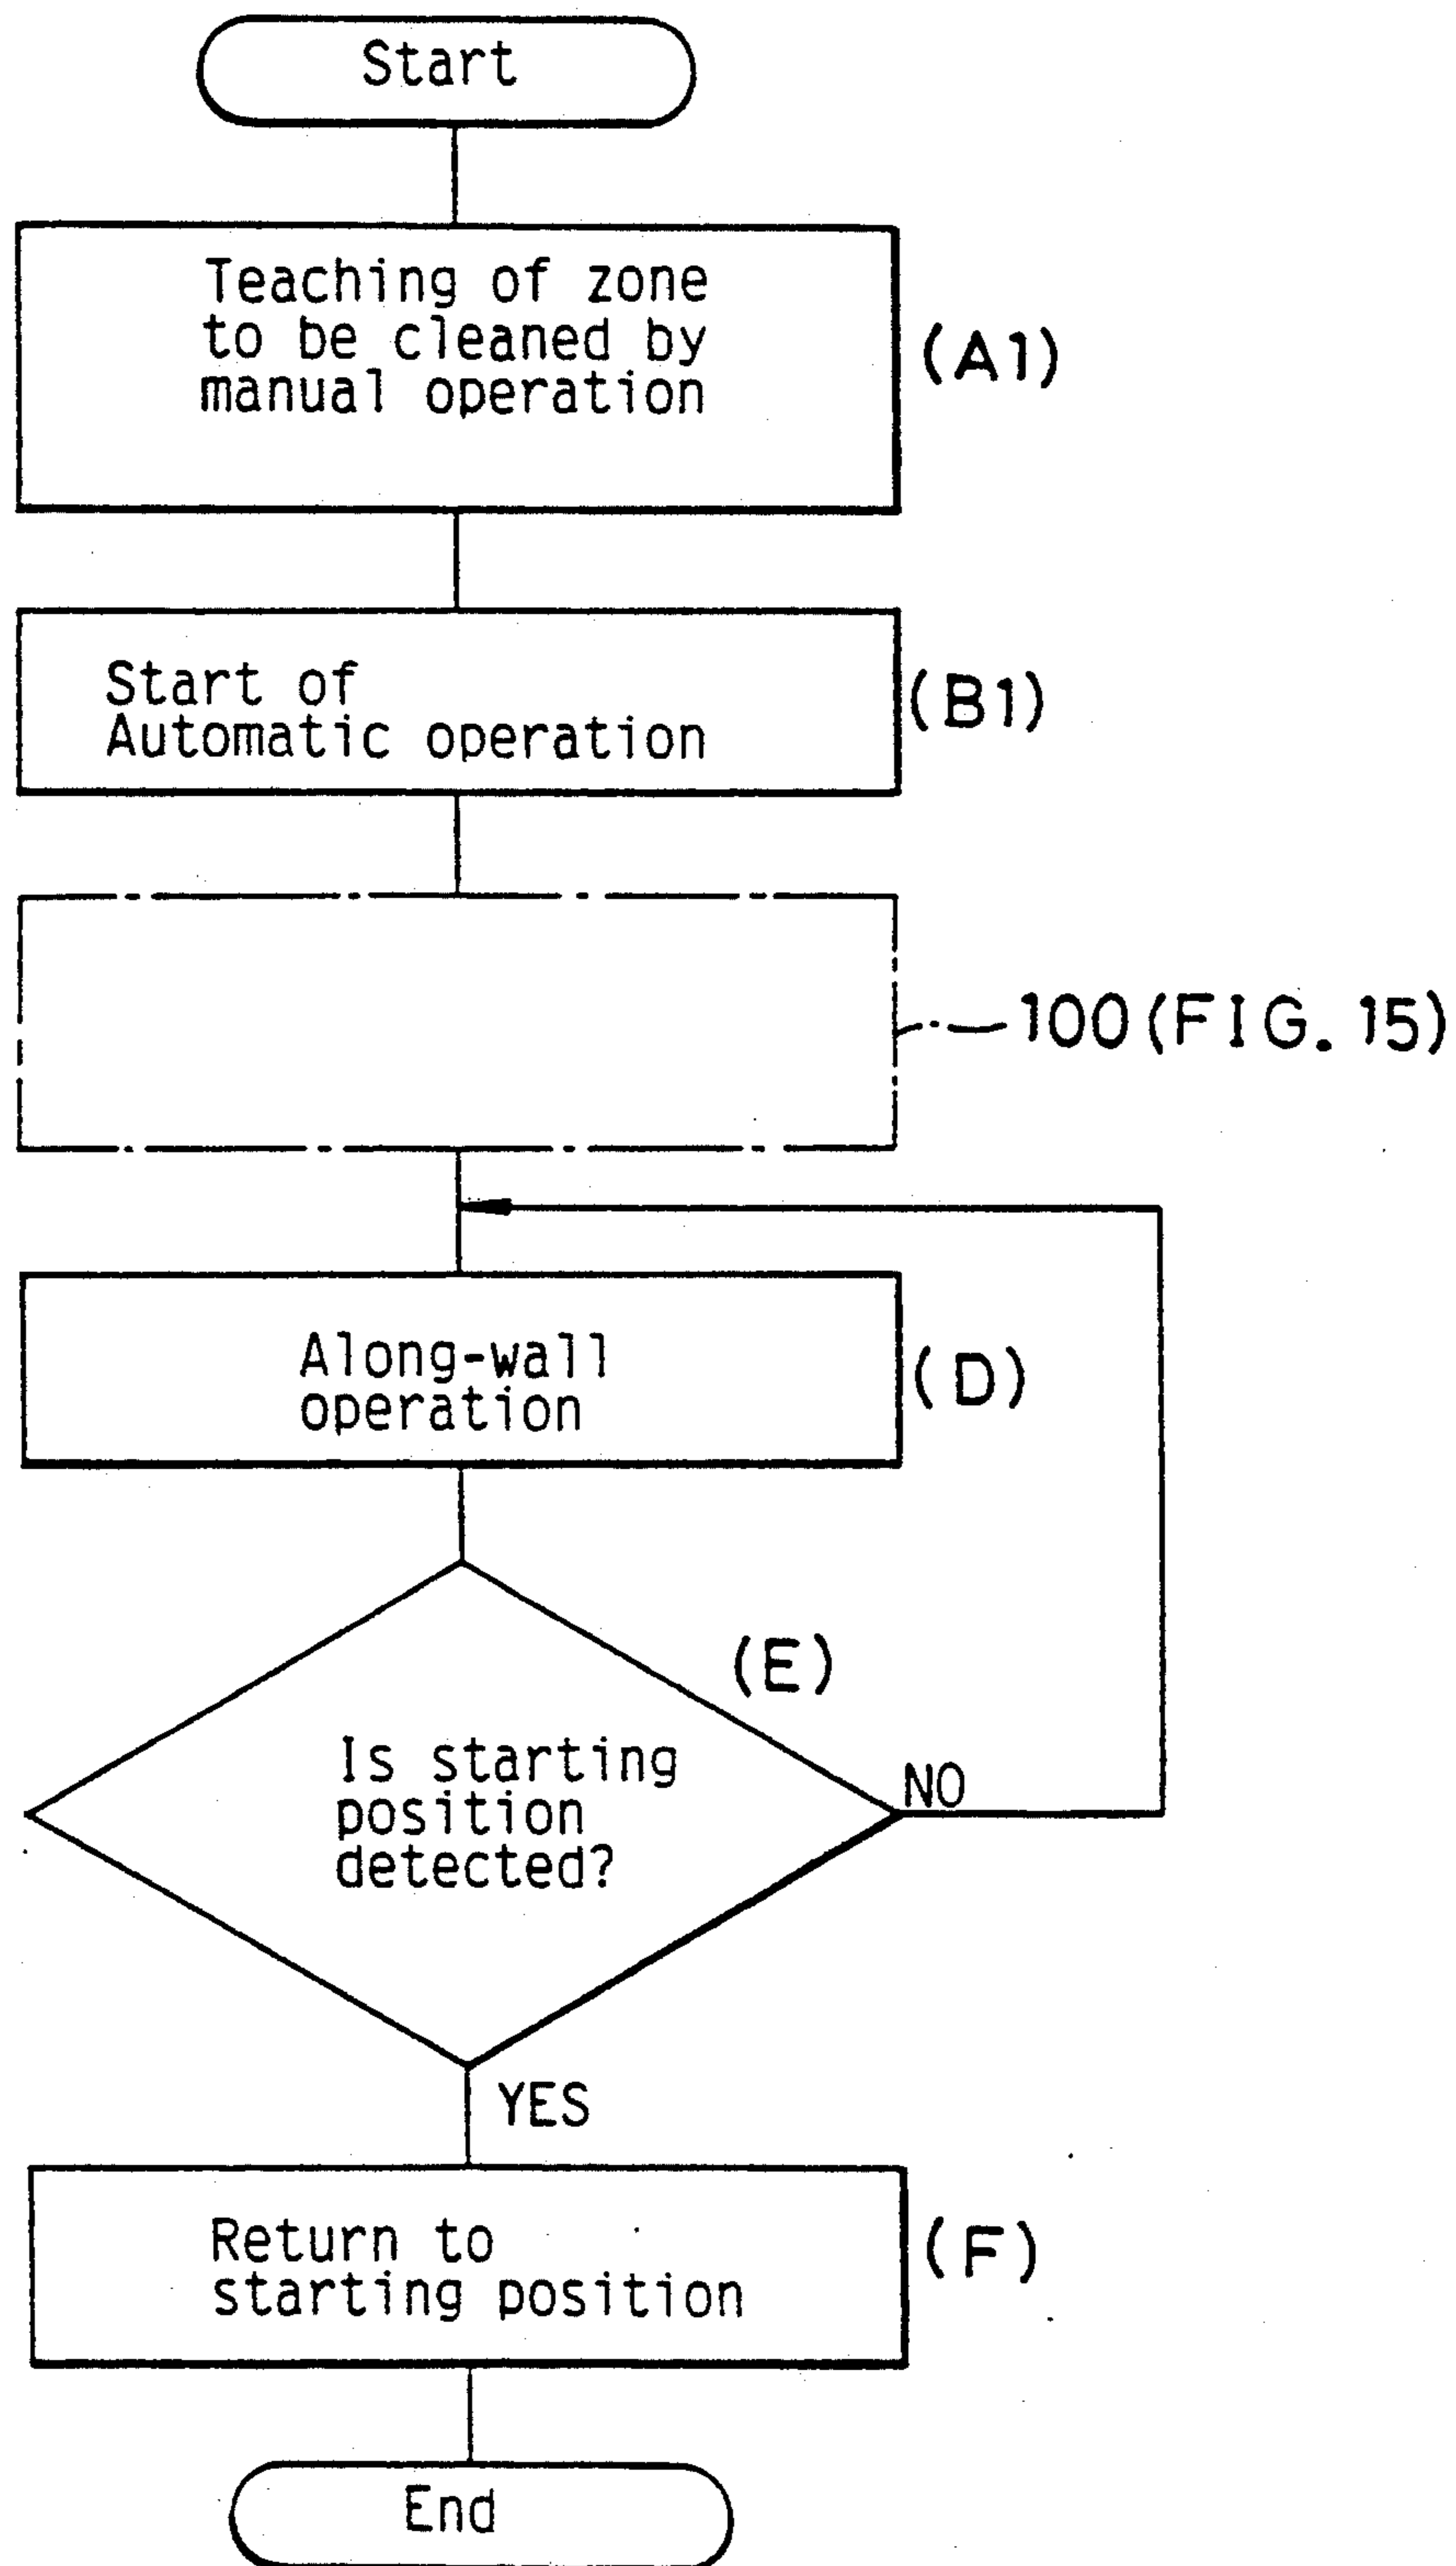 Start
Teaching of zone
to be cleaned by
manual operation
(A1)
Start of
Automatic operation
(B1)
100 (FIG. 15)
Along-wall
operation
(D)
(E)
Is starting
position
detected?
NO
YES
Return to
starting position
(F)
End